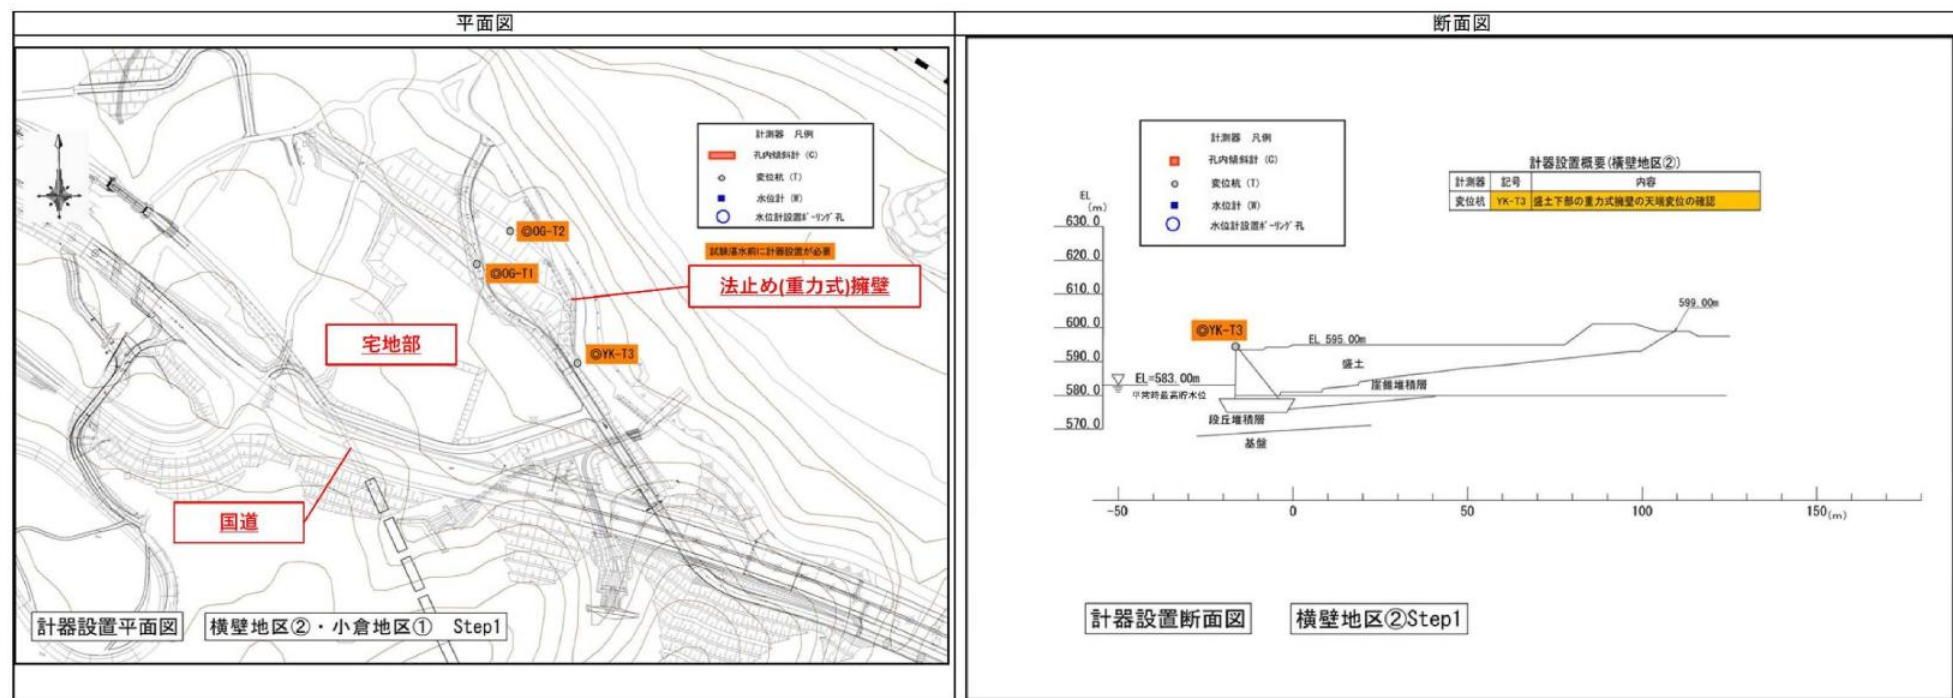 平面図
断面図
計測器 凡例
孔内傾斜計 (C)
変位杭 (T)
水位計 (W)
水位計設置ﾎﾞｰﾘﾝｸﾞ孔
試験湛水前に計器設置が必要
◎OG-T2
◎OG-T1
法止め(重力式)擁壁
宅地部
◎YK-T3
国道
計器設置平面図
横壁地区②・小倉地区① Step1
計測器 凡例
孔内傾斜計 (C)
変位杭 (T)
水位計 (W)
水位計設置ﾎﾞｰﾘﾝｸﾞ孔
計器設置概要(横壁地区②)
計測器 記号 内容
変位杭 YK-T3 盛土下部の重力式擁壁の天端変位の確認
EL
(m)
630.0
620.0
610.0
600.0
590.0
580.0
570.0
◎YK-T3
EL 595.00m
599.00m
盛土
崖錐堆積層
EL=583.00m
平常時最高貯水位
段丘堆積層
基盤
-50 0 50 100 150(m)
計器設置断面図
横壁地区②Step1